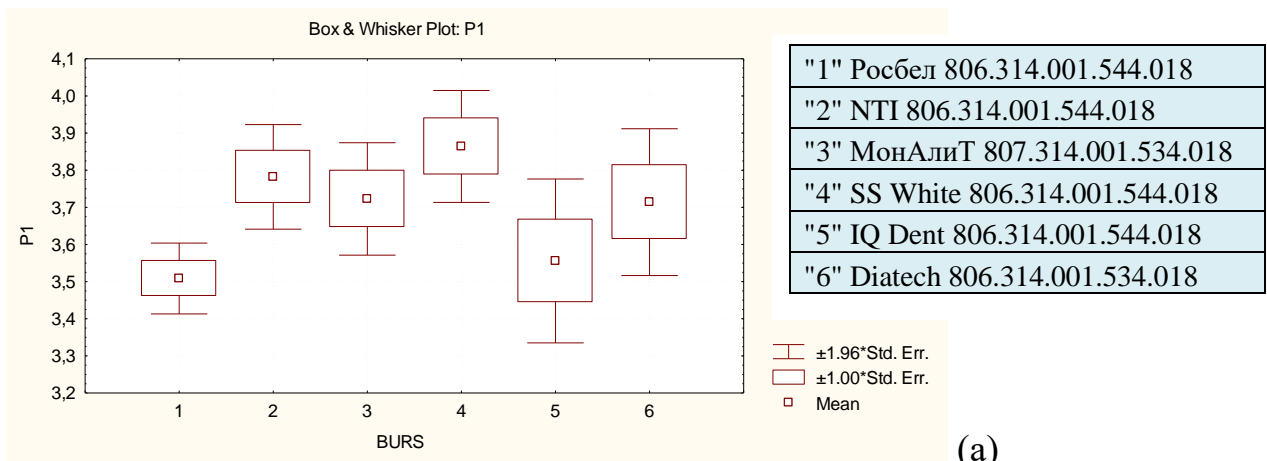 Box & Whisker Plot: P1
4,1
4,0
3,9
3,8
3,7
3,6
3,5
3,4
3,3
3,2
P1
1 2 3 4 5 6
BURS
"1" Росбел 806.314.001.544.018
"2" NTI 806.314.001.544.018
"3" МонАлиТ 807.314.001.534.018
"4" SS White 806.314.001.544.018
"5" IQ Dent 806.314.001.544.018
"6" Diatech 806.314.001.534.018
±1.96*Std. Err.
±1.00*Std. Err.
Mean
(а)